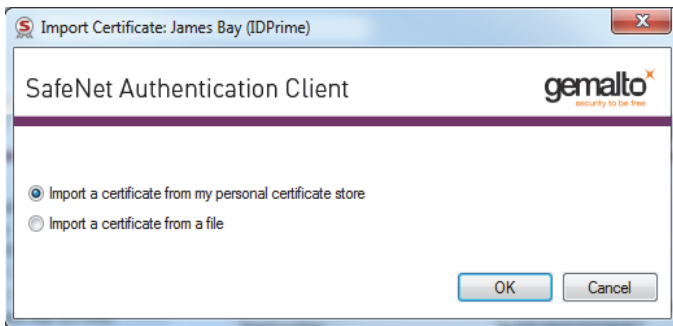 Import Certificate: James Bay (IDPrime)
SafeNet Authentication Client
gemalto
security to be free
Import a certificate from my personal certificate store
Import a certificate from a file
OK
Cancel